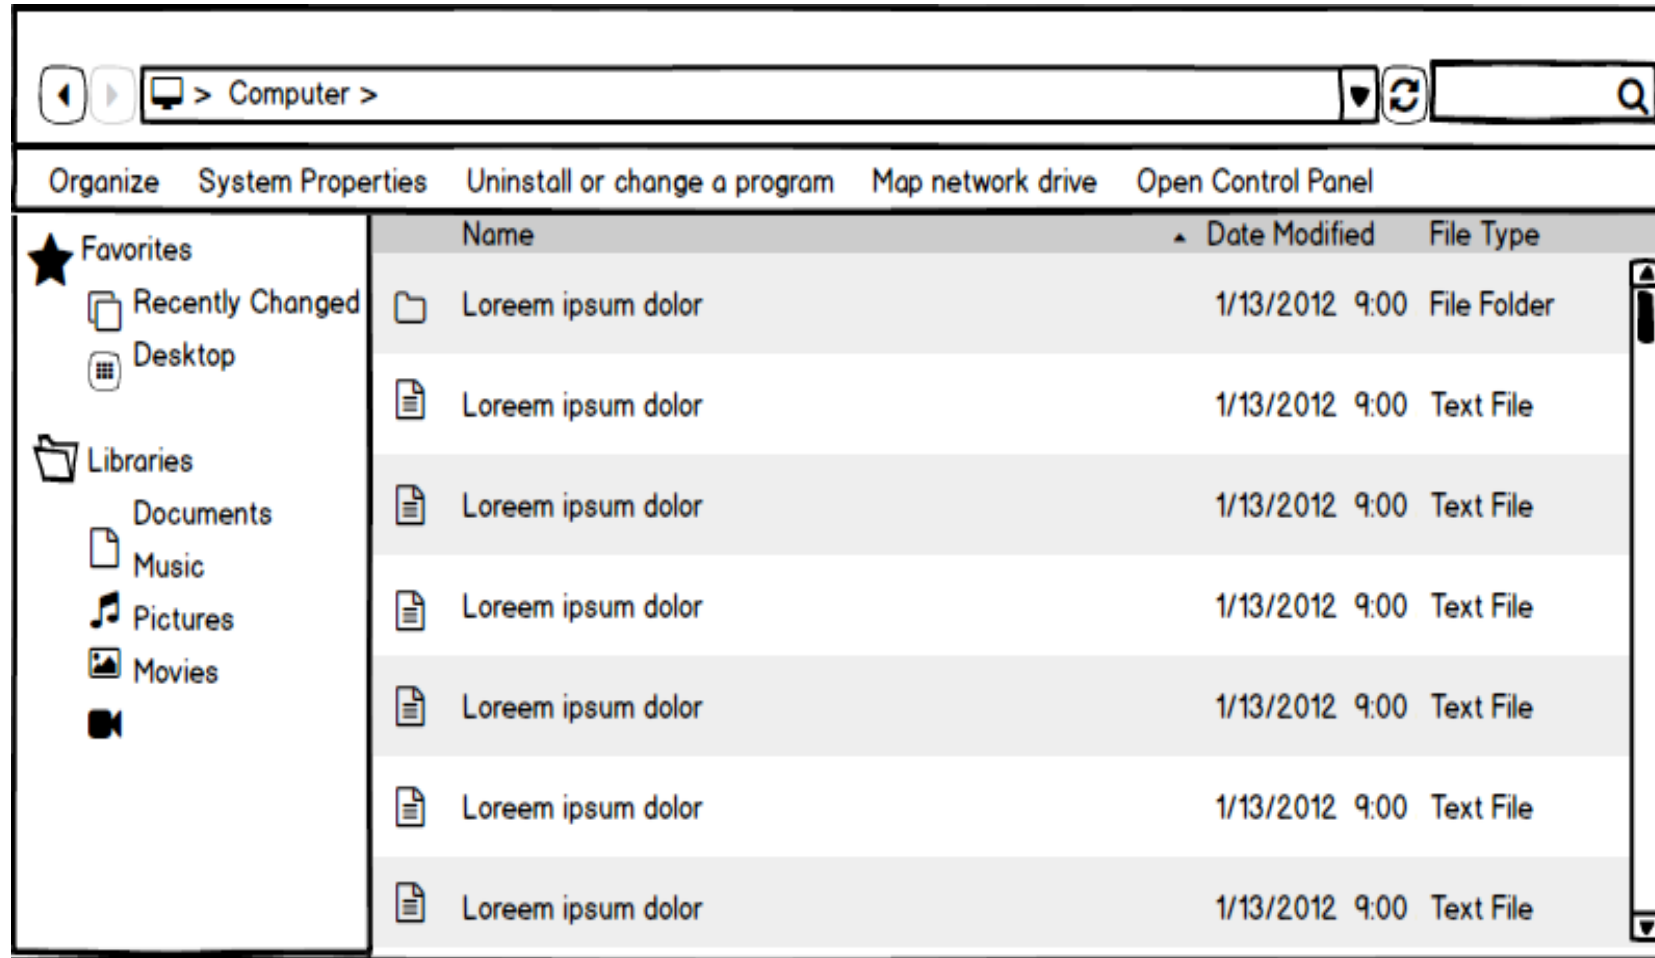 > Computer >
Organize System Properties Uninstall or change a program Map network drive Open Control Panel
Favorites
Recently Changed
Desktop
Libraries
Documents
Music
Pictures
Movies
Name Date Modified File Type
Loreem ipsum dolor 1/13/2012 9:00 File Folder
Loreem ipsum dolor 1/13/2012 9:00 Text File
Loreem ipsum dolor 1/13/2012 9:00 Text File
Loreem ipsum dolor 1/13/2012 9:00 Text File
Loreem ipsum dolor 1/13/2012 9:00 Text File
Loreem ipsum dolor 1/13/2012 9:00 Text File
Loreem ipsum dolor 1/13/2012 9:00 Text File